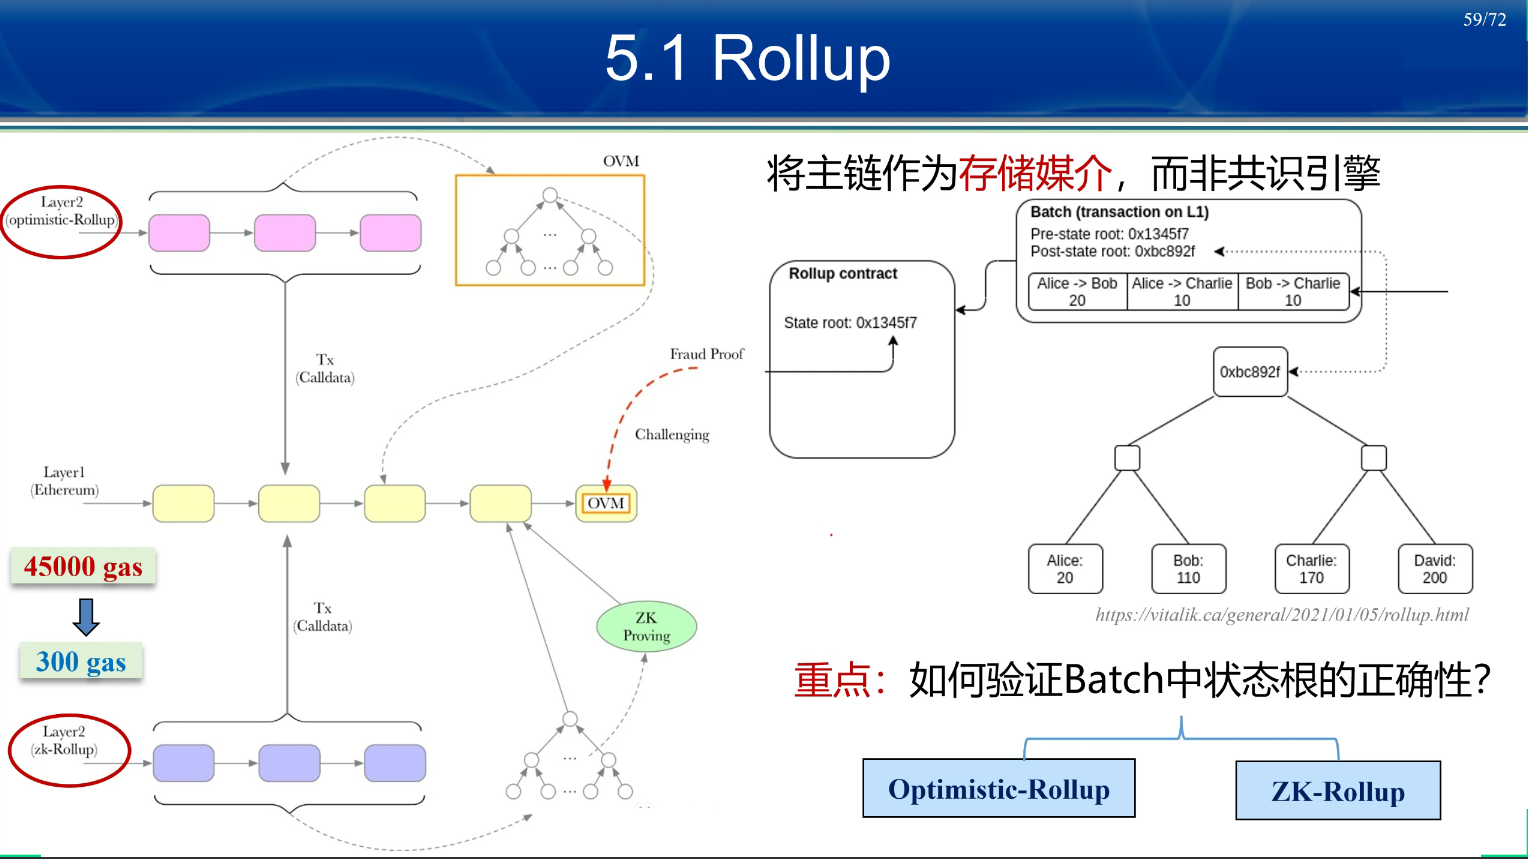 59/72
5.1 Rollup
OVM
Layer2
(optimistic-Rollup)
Tx
(Calldata)
Fraud Proof
Challenging
Layer1
(Ethereum)
OVM
45000 gas
300 gas
Tx
(Calldata)
ZK
Proving
Layer2
(zk-Rollup)
...
...
...
...
将主链作为存储媒介，而非共识引擎
Batch (transaction on L1)
Pre-state root: 0x1345f7
Post-state root: 0xbc892f
Alice -> Bob
20
Alice -> Charlie
10
Bob -> Charlie
10
Rollup contract
State root: 0x1345f7
0xbc892f
Alice:
20
Bob:
110
Charlie:
170
David:
200
https://vitalik.ca/general/2021/01/05/rollup.html
重点：如何验证Batch中状态根的正确性？
Optimistic-Rollup
ZK-Rollup